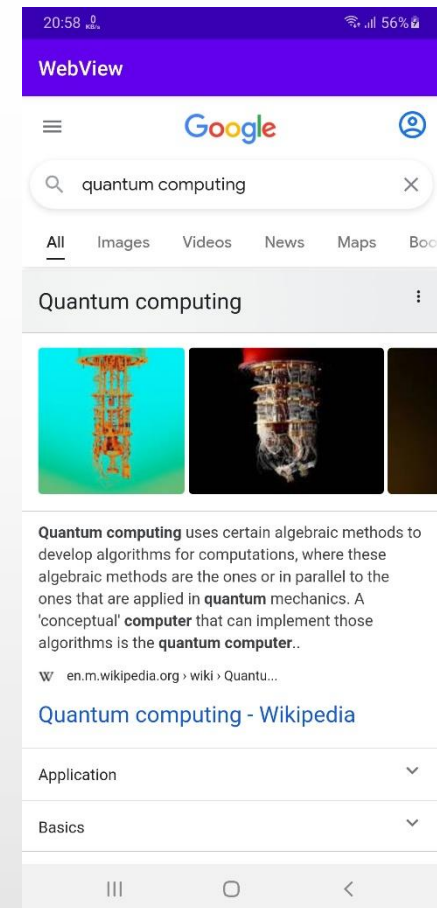 20:58 0 KB/s 56%
WebView
Google
quantum computing
All Images Videos News Maps Boo
Quantum computing
Quantum computing uses certain algebraic methods to
develop algorithms for computations, where these
algebraic methods are the ones or in parallel to the
ones that are applied in quantum mechanics. A
'conceptual' computer that can implement those
algorithms is the quantum computer..
W en.m.wikipedia.org › wiki › Quantu...
Quantum computing - Wikipedia
Application
Basics